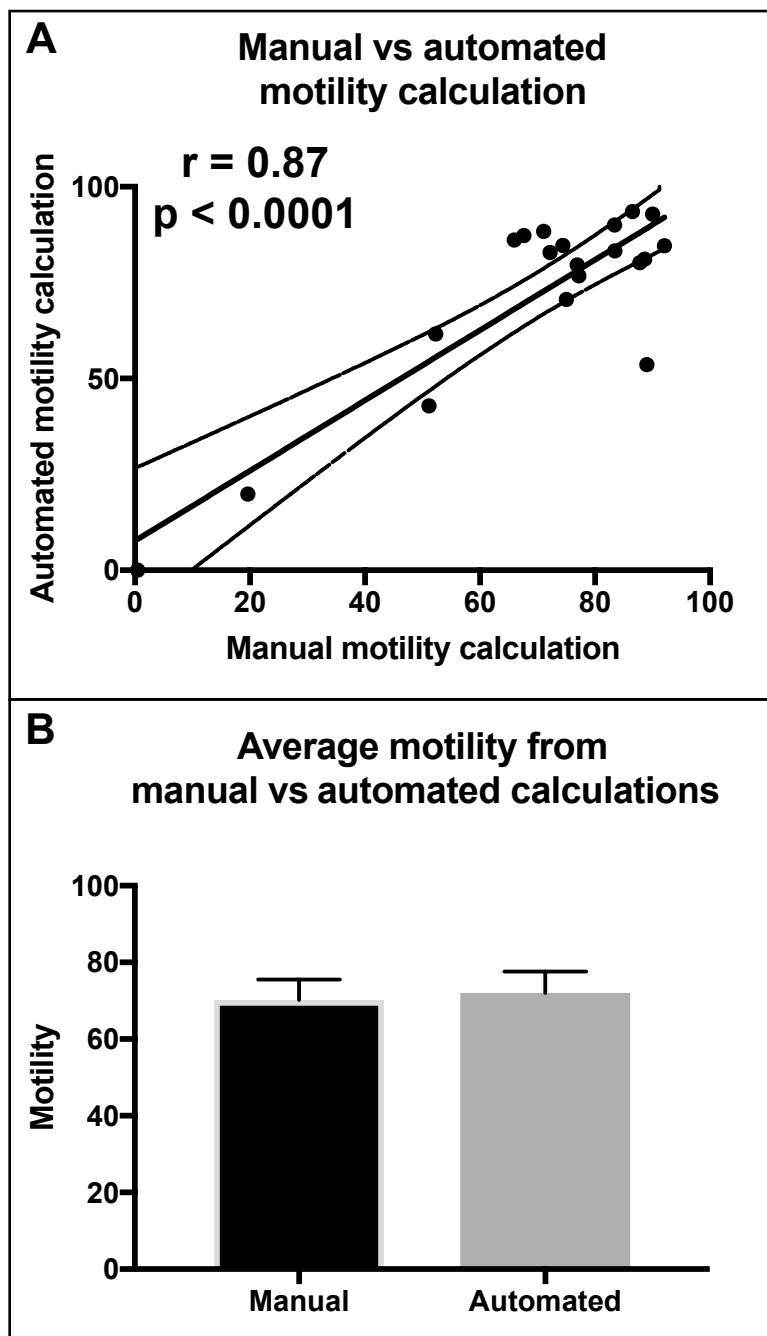 A
Manual vs automated
motility calculation
r = 0.87
p < 0.0001
Automated motility calculation
100
50
0
0 20 40 60 80 100
Manual motility calculation
B
Average motility from
manual vs automated calculations
Motility
100
80
60
40
20
0
Manual Automated